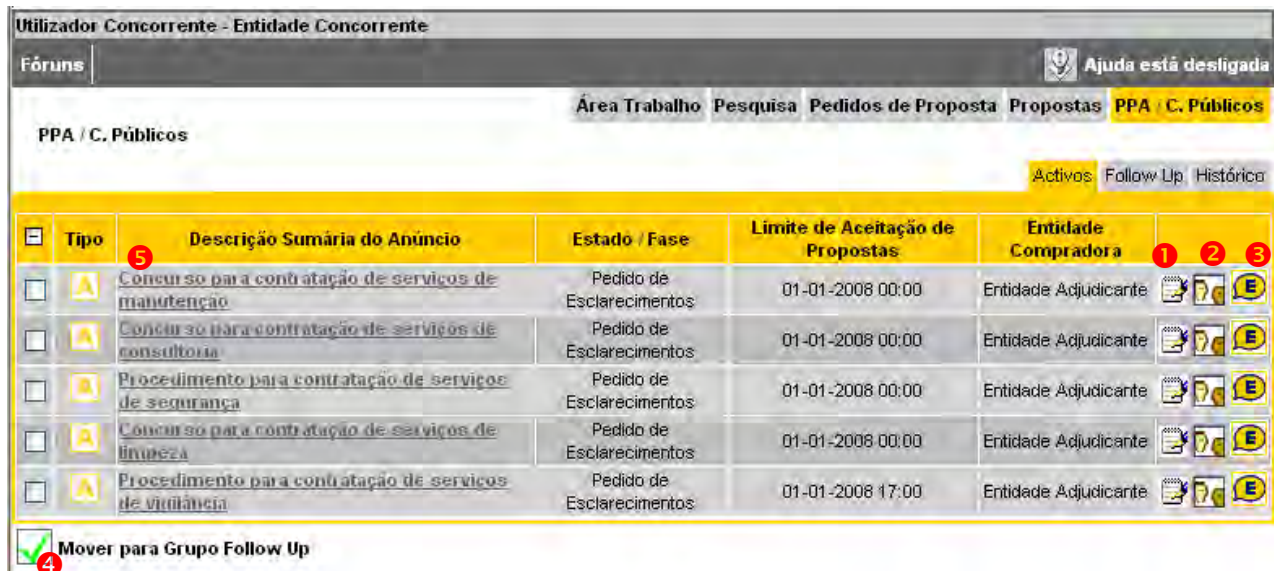 Utilizador Concorrente - Entidade Concorrente
Fóruns Ajuda está desligada
Área Trabalho Pesquisa Pedidos de Proposta Propostas PPA / C. Públicos
PPA / C. Públicos
Activos Follow Up Histórico
Tipo Descrição Sumária do Anúncio Estado / Fase Limite de Aceitação de Propostas Entidade Compradora
5 1 2 3
A Concurso para contratação de serviços de manutenção Pedido de Esclarecimentos 01-01-2008 00:00 Entidade Adjudicante E
A Concurso para contratação de serviços de consultoria Pedido de Esclarecimentos 01-01-2008 00:00 Entidade Adjudicante E
A Procedimento para contratação de serviços de segurança Pedido de Esclarecimentos 01-01-2008 00:00 Entidade Adjudicante E
A Concurso para contratação de serviços de limpeza Pedido de Esclarecimentos 01-01-2008 00:00 Entidade Adjudicante E
A Procedimento para contratação de serviços de vigilância Pedido de Esclarecimentos 01-01-2008 17:00 Entidade Adjudicante E
4 Mover para Grupo Follow Up